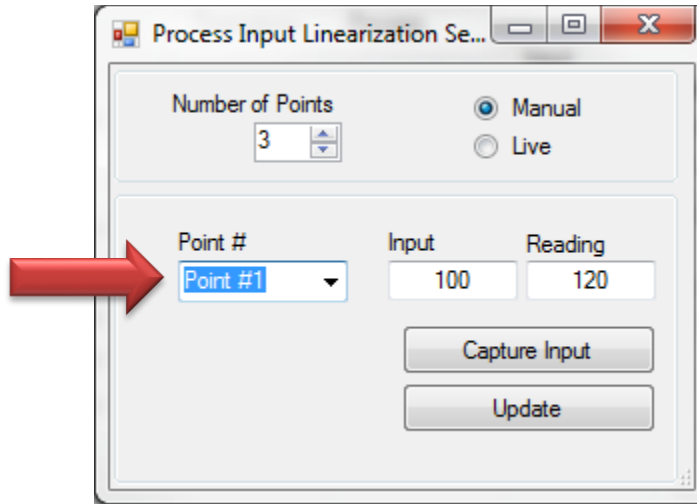 Process Input Linearization Se...
Number of Points
3
Manual
Live
Point #
Input
Reading
Point #1
100
120
Capture Input
Update